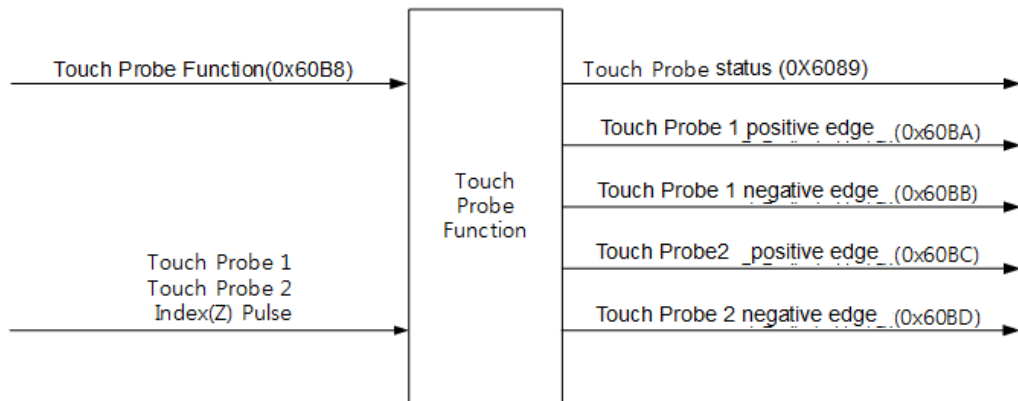 Touch Probe Function(0x60B8)
Touch Probe 1
Touch Probe 2
Index(Z) Pulse
Touch
Probe
Function
Touch Probe status (0X6089)
Touch Probe 1 positive edge (0x60BA)
Touch Probe 1 negative edge (0x60BB)
Touch Probe2 positive edge (0x60BC)
Touch Probe 2 negative edge (0x60BD)